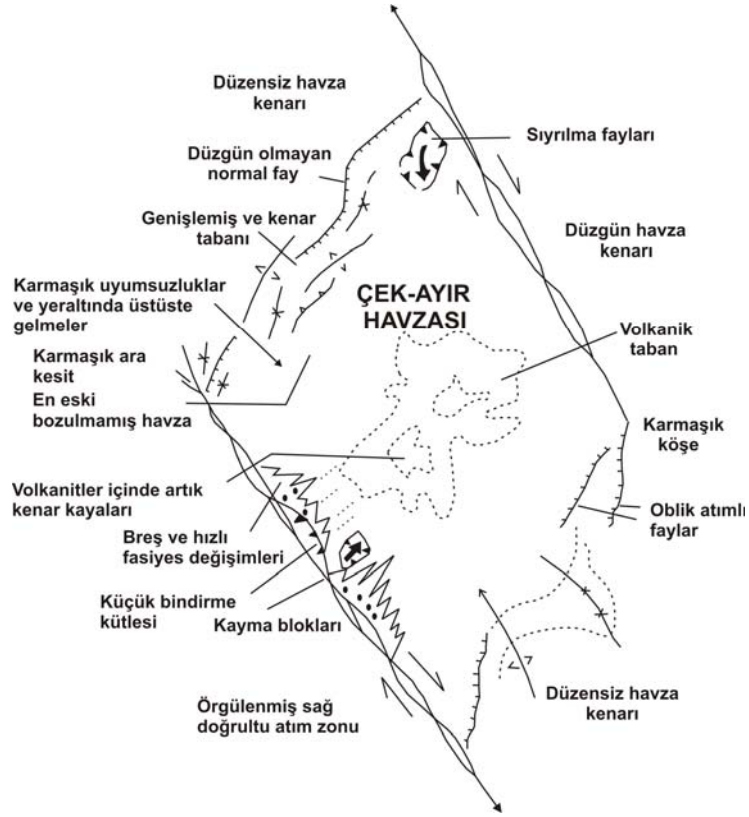 Düzensiz havza
kenarı
Sıyrılma fayları
Düzgün olmayan
normal fay
Genişlemiş ve kenar
tabanı
Düzgün havza
kenarı
Karmaşık uyumsuzluklar
ve yeraltında üstüste
gelmeler
ÇEK-AYIR
HAVZASI
Volkanik
taban
Karmaşık ara
kesit
En eski
bozulmamış havza
Karmaşık
köşe
Volkanitler içinde artık
kenar kayaları
Oblik atımlı
faylar
Breş ve hızlı
fasiyes değişimleri
Küçük bindirme
kütlesi
Kayma blokları
Düzensiz havza
kenarı
Örgülenmiş sağ
doğrultu atım zonu